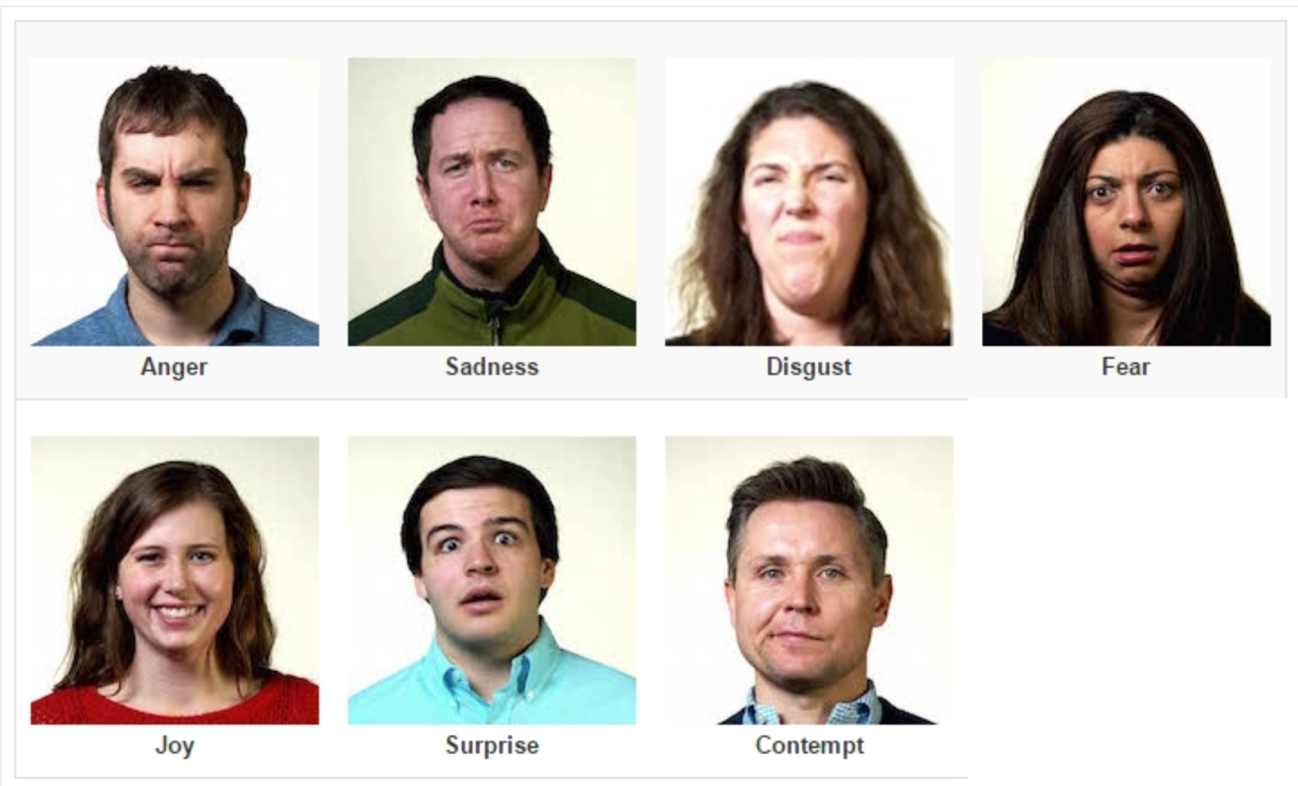 Anger
Sadness
Disgust
Fear
Joy
Surprise
Contempt